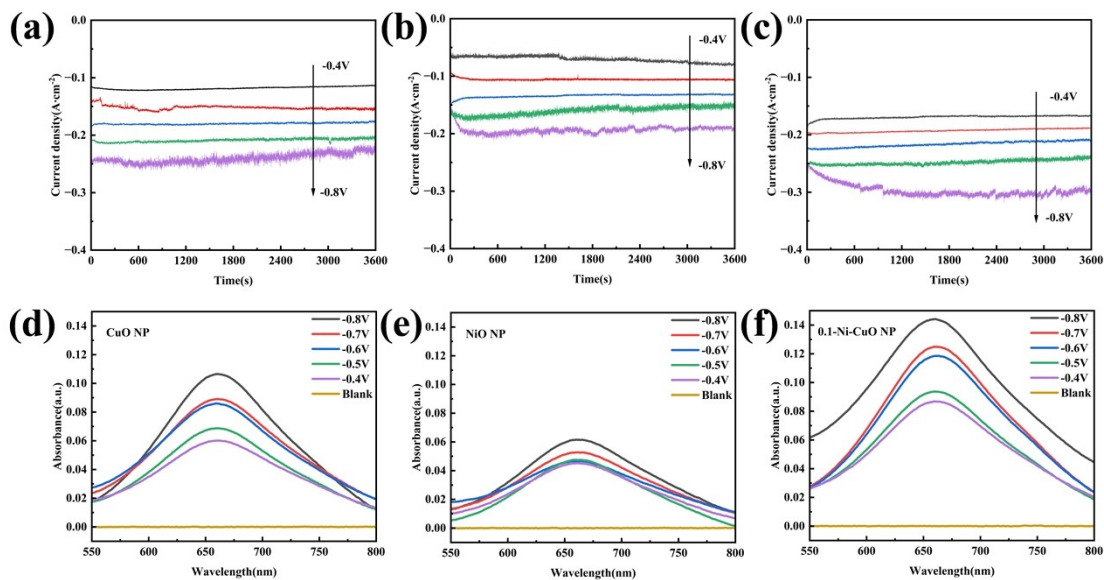 (a)
0.0
−0.1
−0.2
−0.3
−0.4
Current density(A·cm⁻²)
-0.4V
-0.8V
0 600 1200 1800 2400 3000 3600
Time(s)
(b)
0.0
−0.1
−0.2
−0.3
−0.4
Current density(A·cm⁻²)
-0.4V
-0.8V
0 600 1200 1800 2400 3000 3600
Time(s)
(c)
0.0
−0.1
−0.2
−0.3
−0.4
Current density(A·cm⁻²)
-0.4V
-0.8V
0 600 1200 1800 2400 3000 3600
Time(s)
(d)
CuO NP
-0.8V
-0.7V
-0.6V
-0.5V
-0.4V
Blank
0.14
0.12
0.10
0.08
0.06
0.04
0.02
0.00
Absorbance(a.u.)
550 600 650 700 750 800
Wavelength(nm)
(e)
NiO NP
-0.8V
-0.7V
-0.6V
-0.5V
-0.4V
Blank
0.14
0.12
0.10
0.08
0.06
0.04
0.02
0.00
Absorbance(a.u.)
550 600 650 700 750 800
Wavelength(nm)
(f)
0.1-Ni-CuO NP
-0.8V
-0.7V
-0.6V
-0.5V
-0.4V
Blank
0.14
0.12
0.10
0.08
0.06
0.04
0.02
0.00
Absorbance(a.u.)
550 600 650 700 750 800
Wavelength(nm)